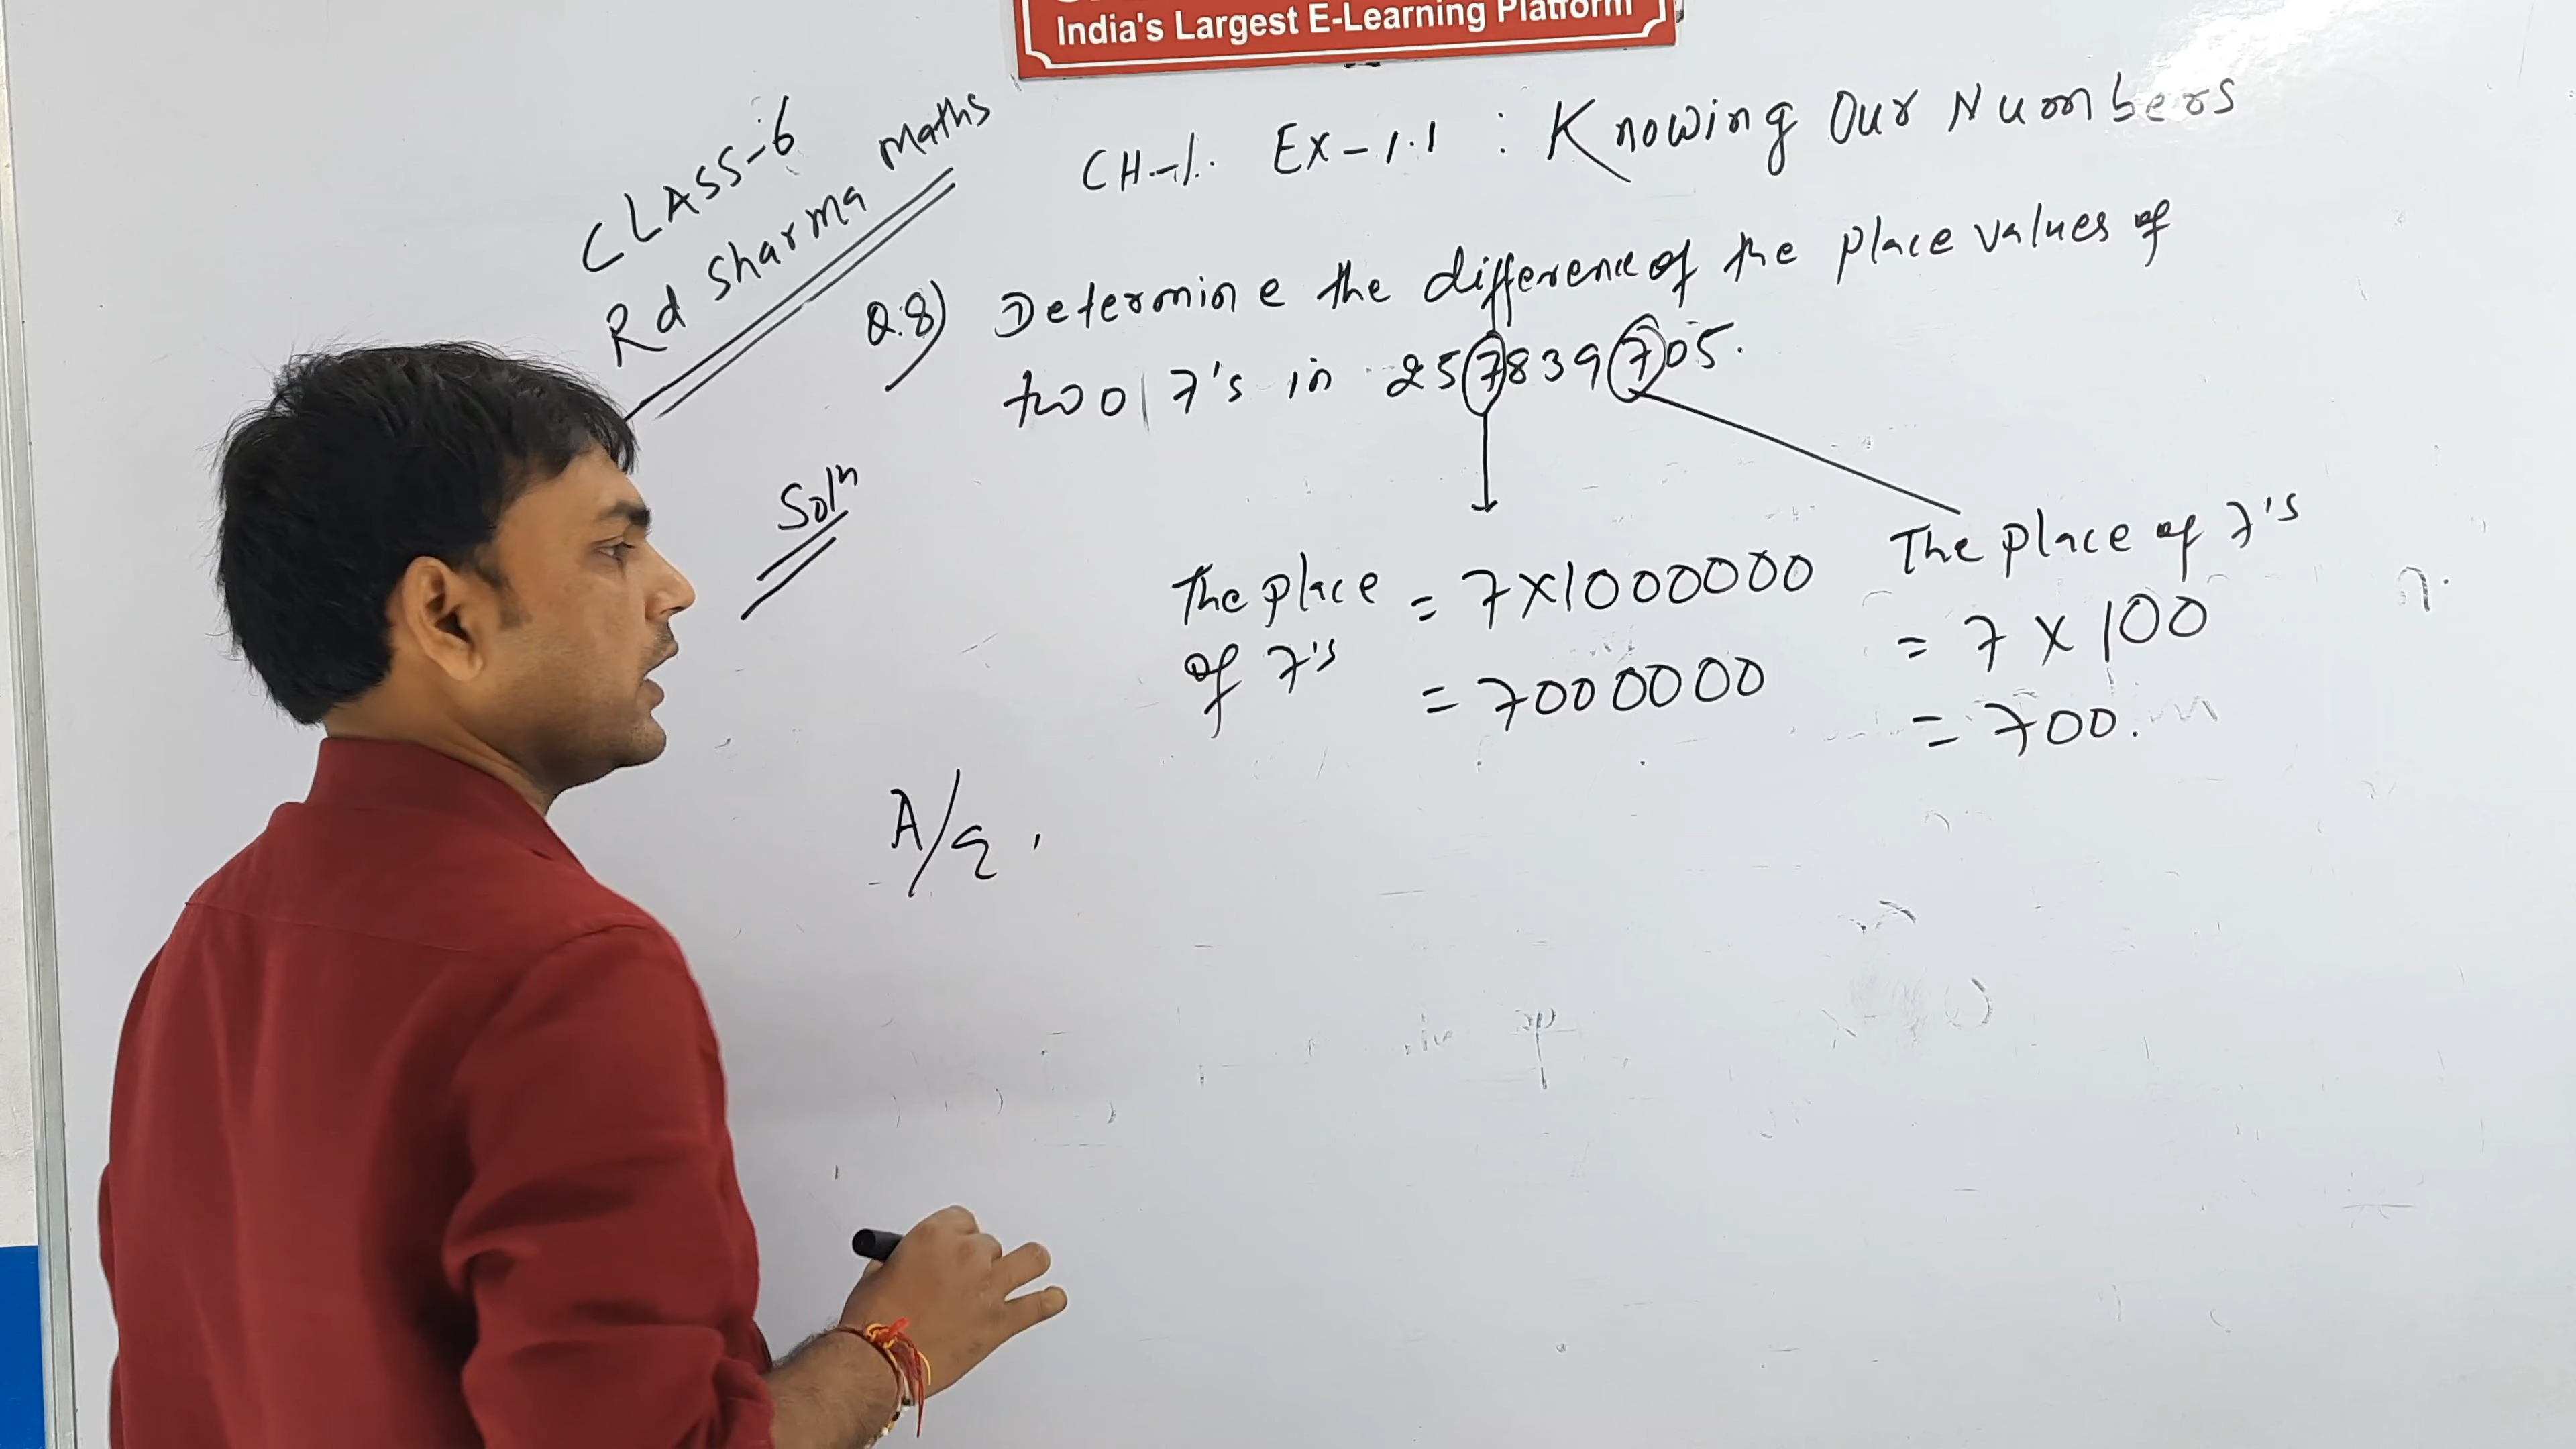 India's Largest E-Learning Platform
CLASS-6
Rd Sharma Maths
CH-1. Ex-1.1 : Knowing Our Numbers
Q.8) Determine the difference of the place values of
two 7's in 257839705.
Solⁿ
The place of 7's = 7×1000000
= 7000000
The place of 7's
= 7 × 100
= 700.
A/q,